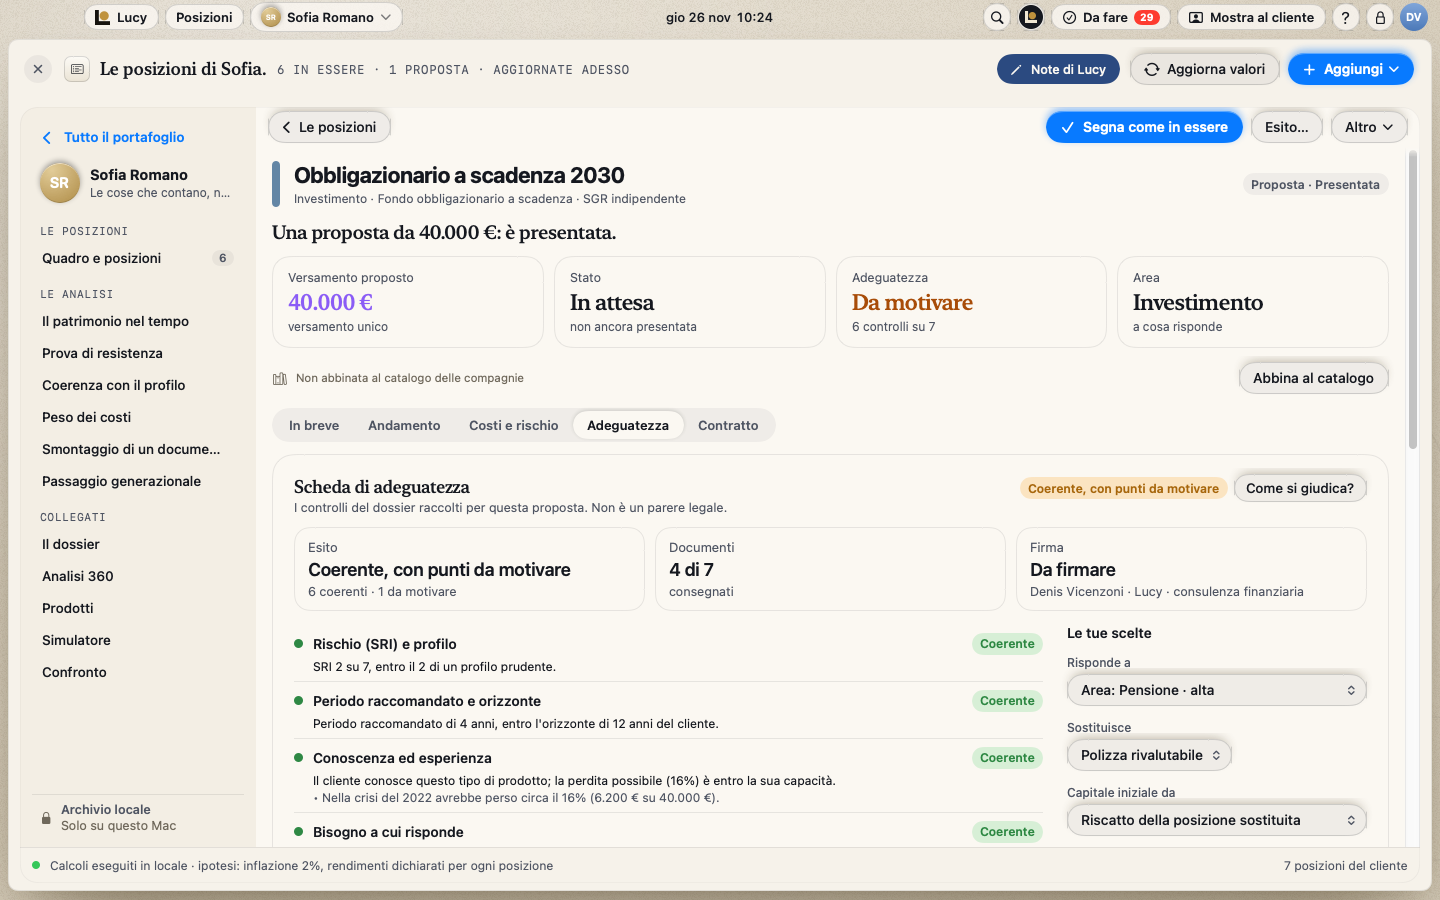 Lucy
Posizioni
SR
Sofia Romano
gio 26 nov 10:24
Da fare 29
Mostra al cliente
?
DV
Le posizioni di Sofia.
6 IN ESSERE · 1 PROPOSTA · AGGIORNATE ADESSO
Note di Lucy
Aggiorna valori
Aggiungi
Tutto il portafoglio
SR
Sofia Romano
Le cose che contano, n...
LE POSIZIONI
Quadro e posizioni 6
LE ANALISI
Il patrimonio nel tempo
Prova di resistenza
Coerenza con il profilo
Peso dei costi
Smontaggio di un docume...
Passaggio generazionale
COLLEGATI
Il dossier
Analisi 360
Prodotti
Simulatore
Confronto
Archivio locale
Solo su questo Mac
Le posizioni
Segna come in essere
Esito...
Altro
Obbligazionario a scadenza 2030
Investimento · Fondo obbligazionario a scadenza · SGR indipendente
Proposta · Presentata
Una proposta da 40.000 €: è presentata.
Versamento proposto
40.000 €
versamento unico
Stato
In attesa
non ancora presentata
Adeguatezza
Da motivare
6 controlli su 7
Area
Investimento
a cosa risponde
Non abbinata al catalogo delle compagnie
Abbina al catalogo
In breve
Andamento
Costi e rischio
Adeguatezza
Contratto
Scheda di adeguatezza
I controlli del dossier raccolti per questa proposta. Non è un parere legale.
Coerente, con punti da motivare
Come si giudica?
Esito
Coerente, con punti da motivare
6 coerenti · 1 da motivare
Documenti
4 di 7
consegnati
Firma
Da firmare
Denis Vicenzoni · Lucy · consulenza finanziaria
Rischio (SRI) e profilo
Coerente
SRI 2 su 7, entro il 2 di un profilo prudente.
Periodo raccomandato e orizzonte
Coerente
Periodo raccomandato di 4 anni, entro l'orizzonte di 12 anni del cliente.
Conoscenza ed esperienza
Coerente
Il cliente conosce questo tipo di prodotto; la perdita possibile (16%) è entro la sua capacità.
• Nella crisi del 2022 avrebbe perso circa il 16% (6.200 € su 40.000 €).
Bisogno a cui risponde
Coerente
Le tue scelte
Risponde a
Area: Pensione · alta
Sostituisce
Polizza rivalutabile
Capitale iniziale da
Riscatto della posizione sostituita
Calcoli eseguiti in locale · ipotesi: inflazione 2%, rendimenti dichiarati per ogni posizione
7 posizioni del cliente